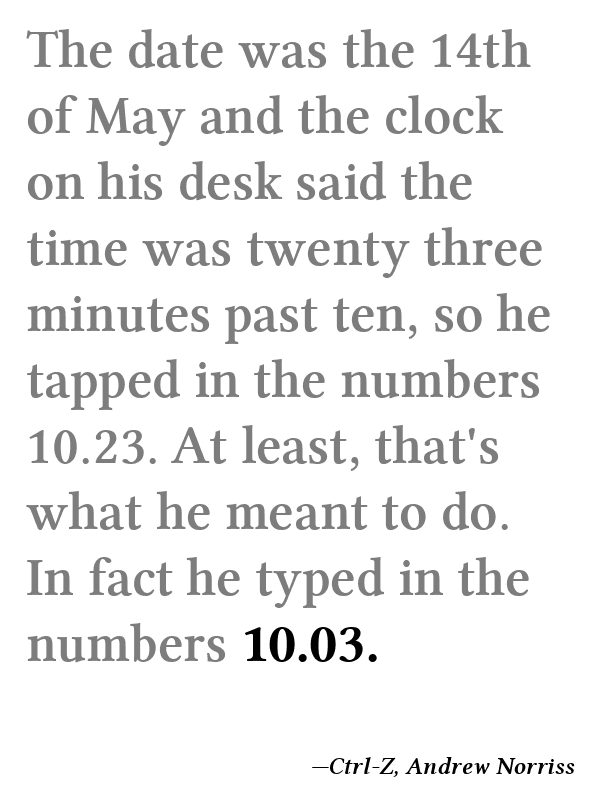 The date was the 14th
of May and the clock
on his desk said the
time was twenty three
minutes past ten, so he
tapped in the numbers
10.23. At least, that's
what he meant to do.
In fact he typed in the
numbers 10.03.
—Ctrl-Z, Andrew Norriss